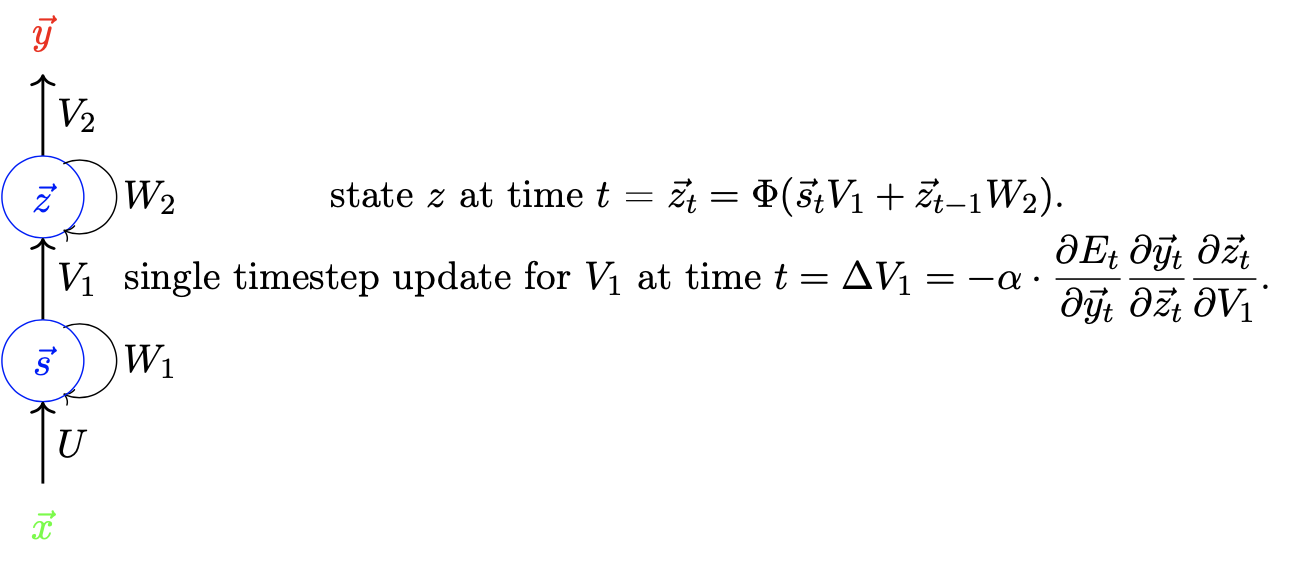 $\vec{y}$
$V_2$
$\vec{z}$ $W_2$ state $z$ at time $t = \vec{z}_t = \Phi(\vec{s}_t V_1 + \vec{z}_{t-1} W_2).$
$V_1$ single timestep update for $V_1$ at time $t = \Delta V_1 = -\alpha \cdot \frac{\partial E_t}{\partial \vec{y}_t} \frac{\partial \vec{y}_t}{\partial \vec{z}_t} \frac{\partial \vec{z}_t}{\partial V_1}.$
$\vec{s}$ $W_1$
$U$
$\vec{x}$